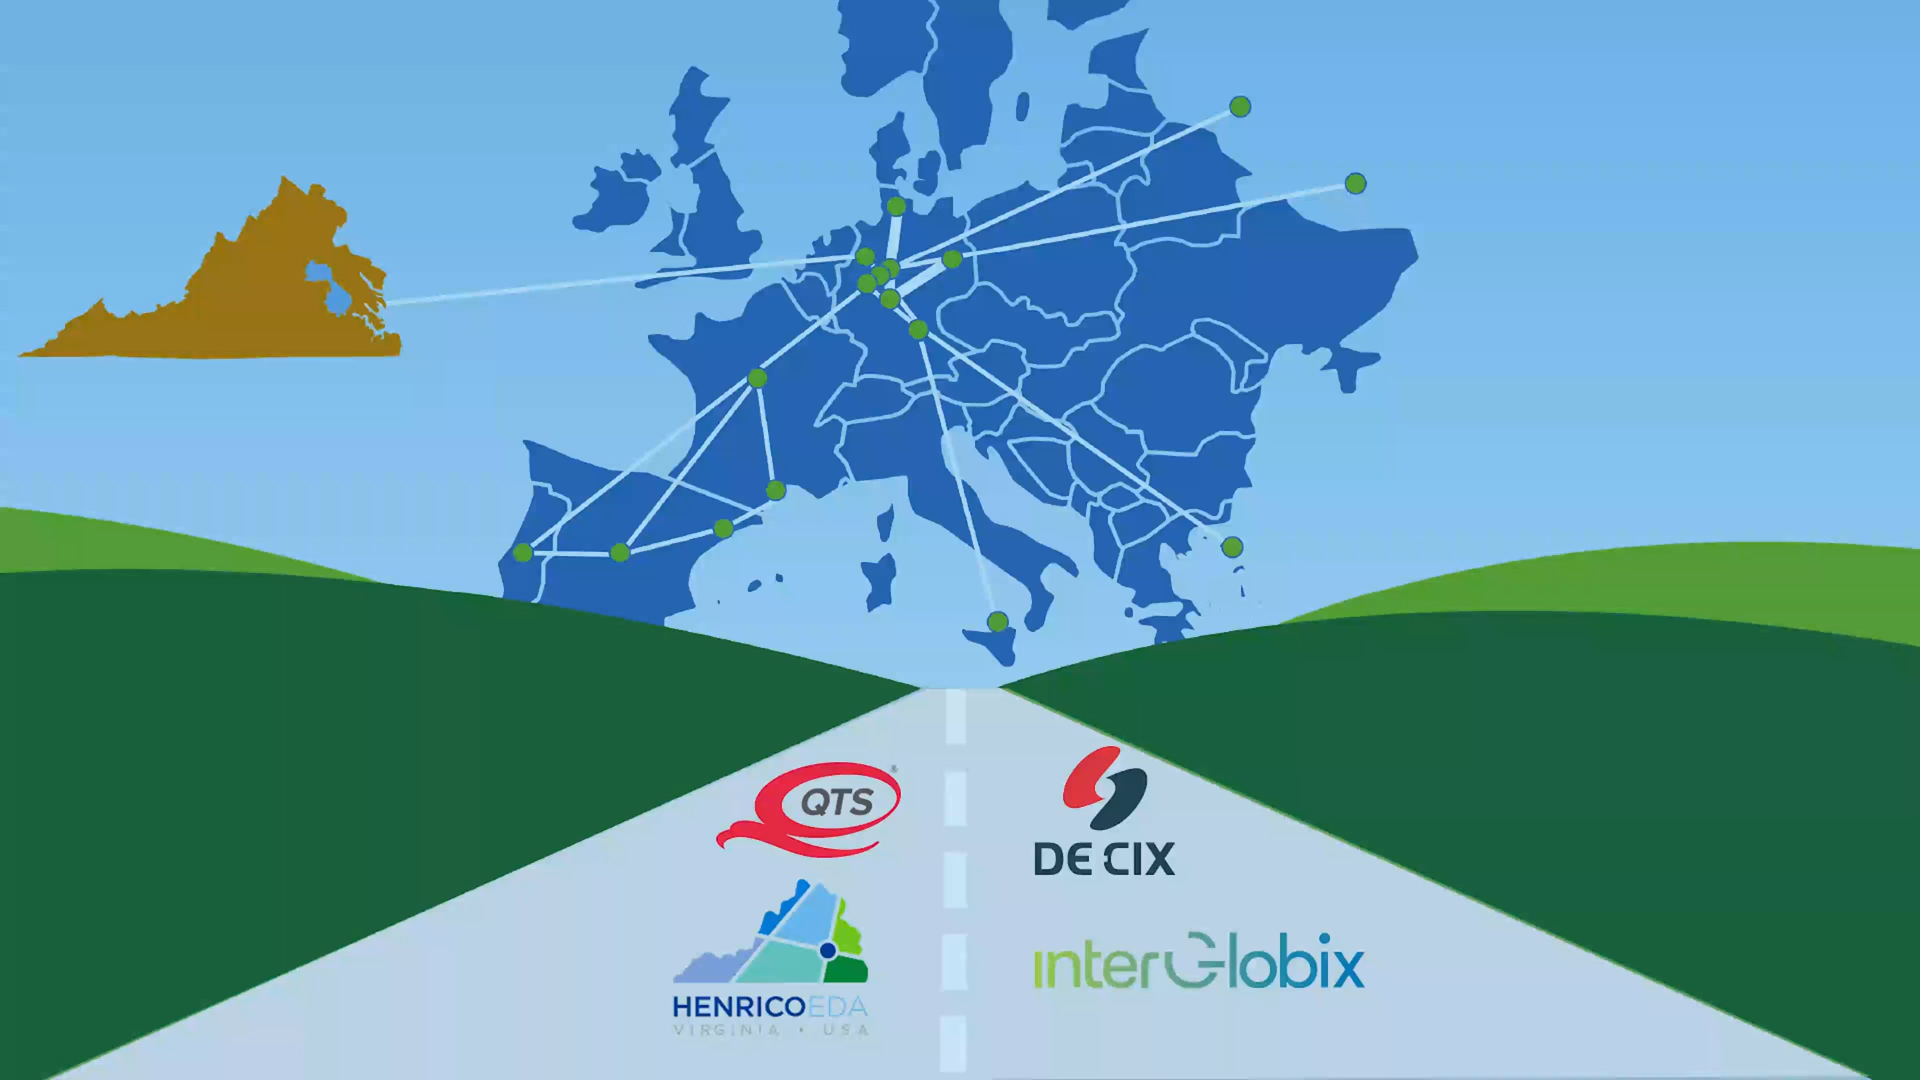 QTS
®
DE CIX
HENRICOEDA
VIRGINIA • USA
interGlobix